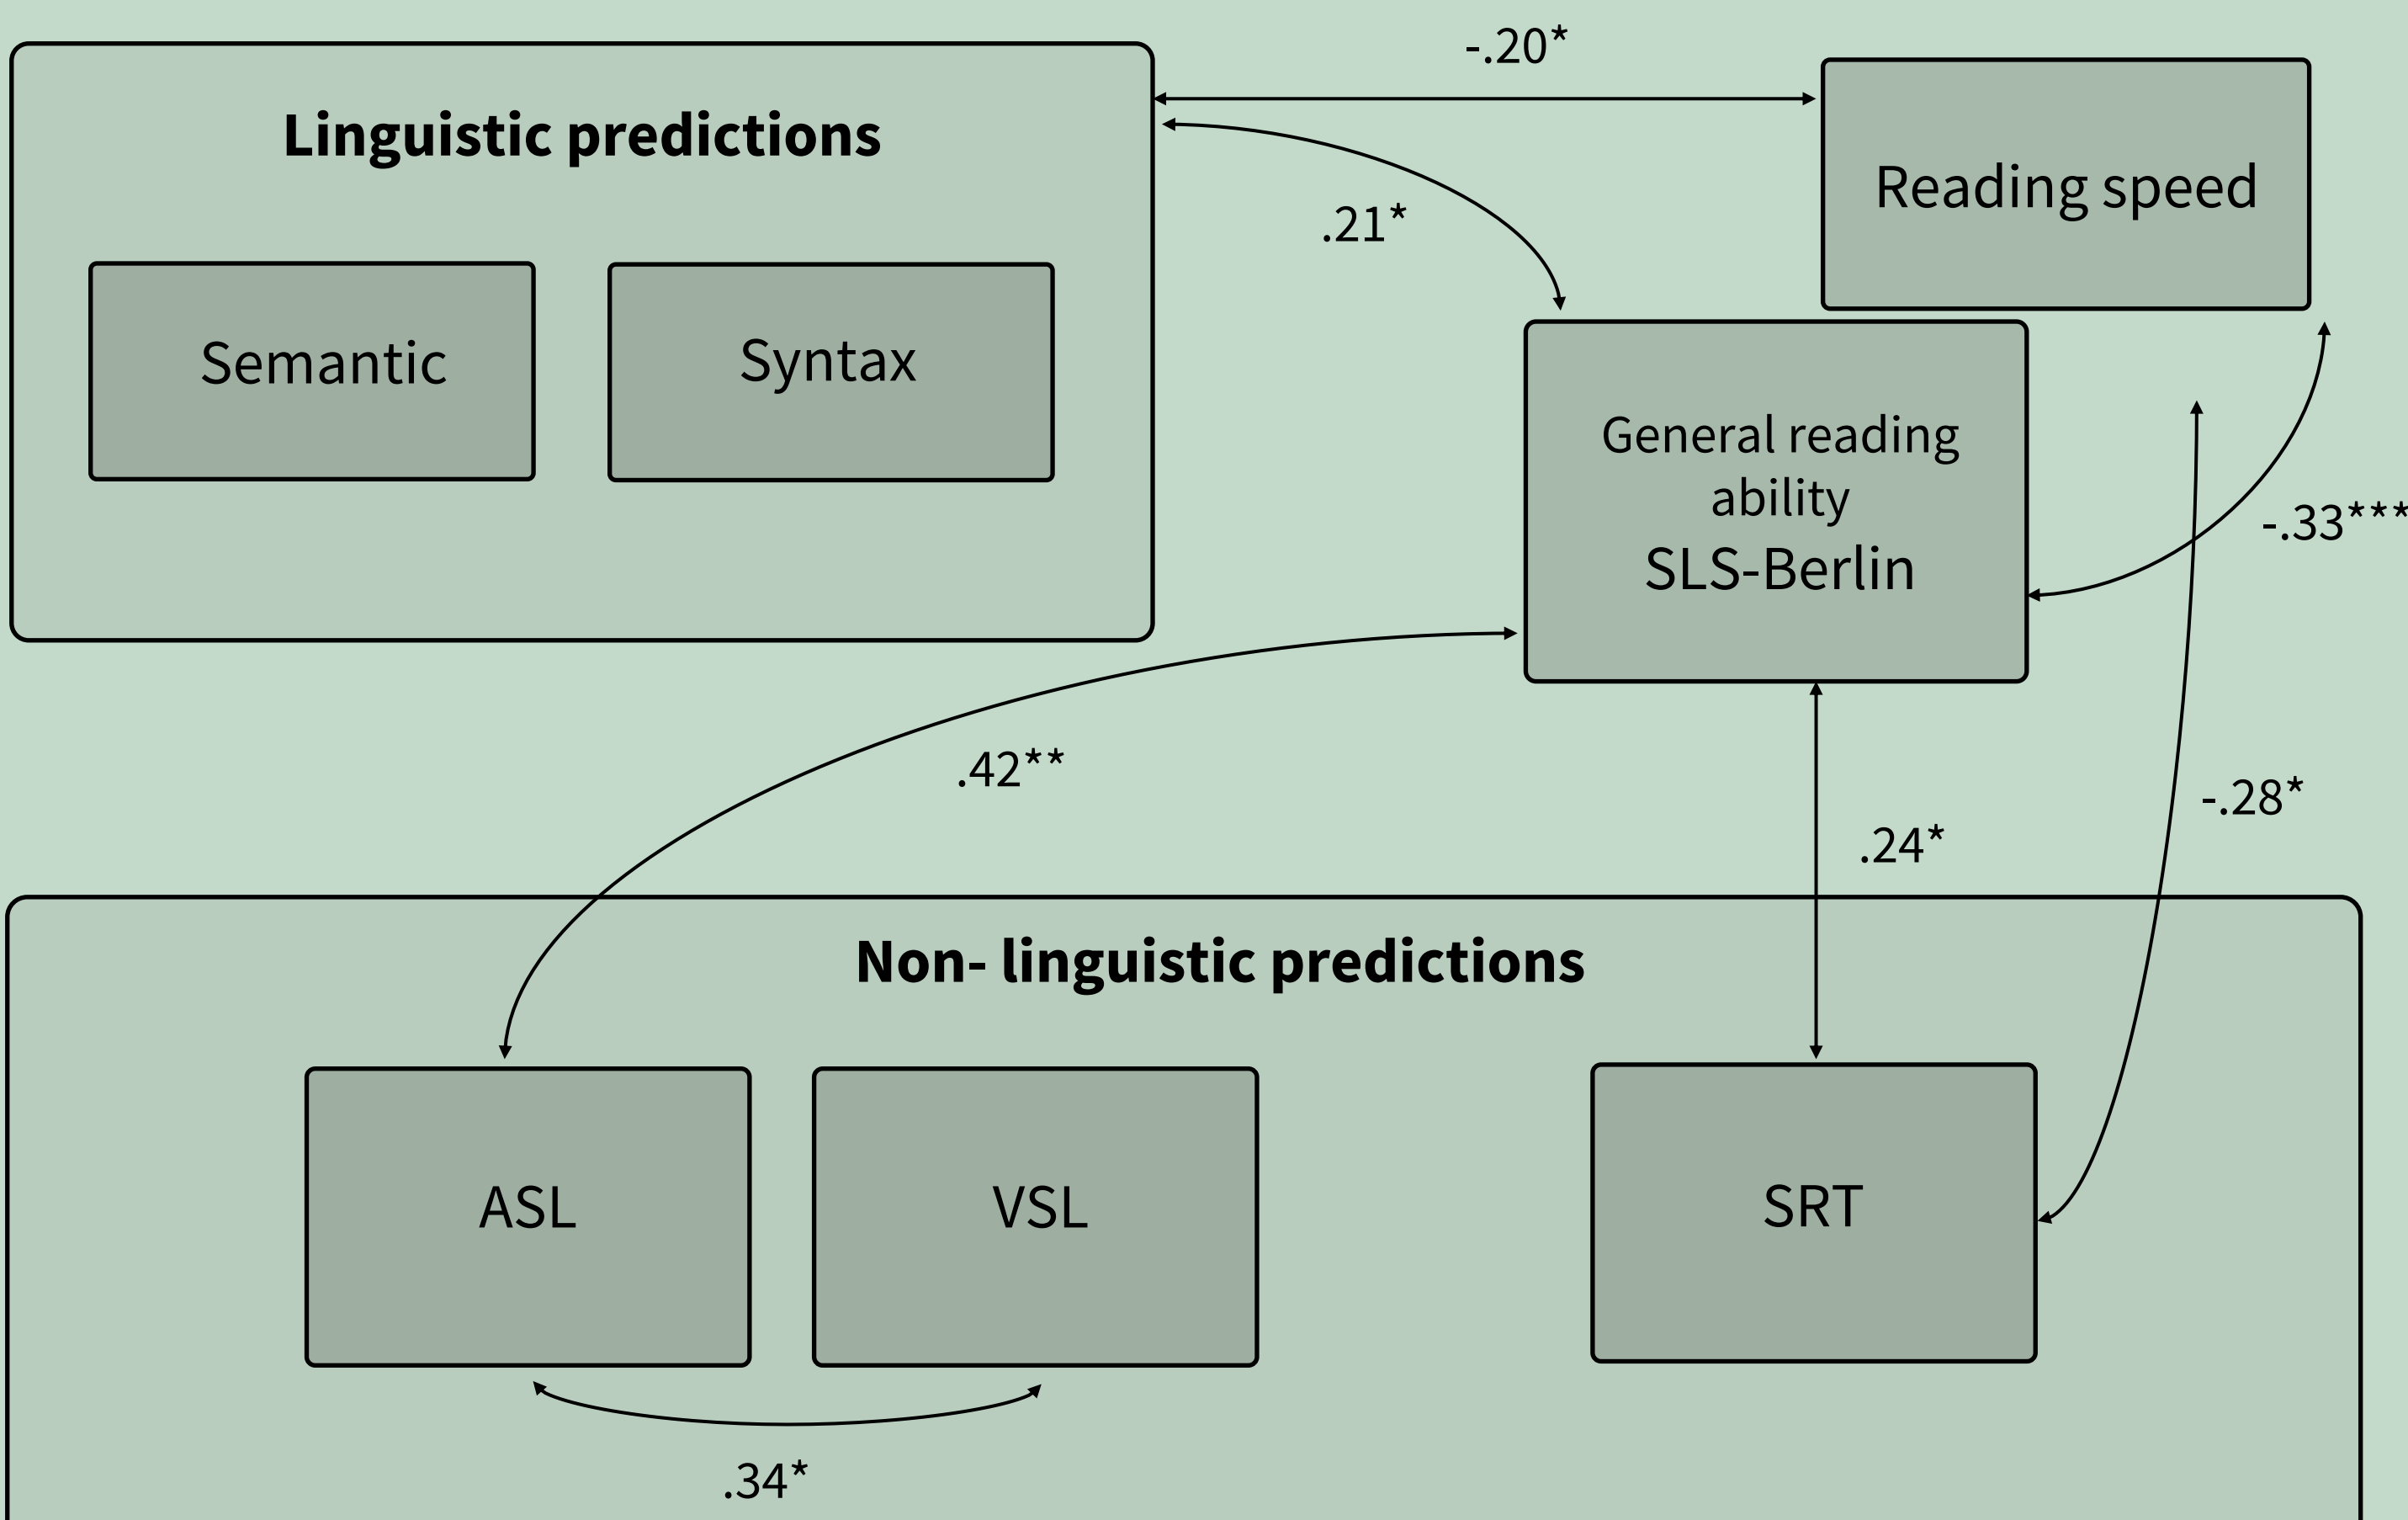 -.20*
Linguistic predictions
Reading speed
.21*
Semantic
Syntax
General reading
ability
SLS-Berlin
-.33***
.42**
-.28*
.24*
Non- linguistic predictions
ASL
VSL
SRT
.34*